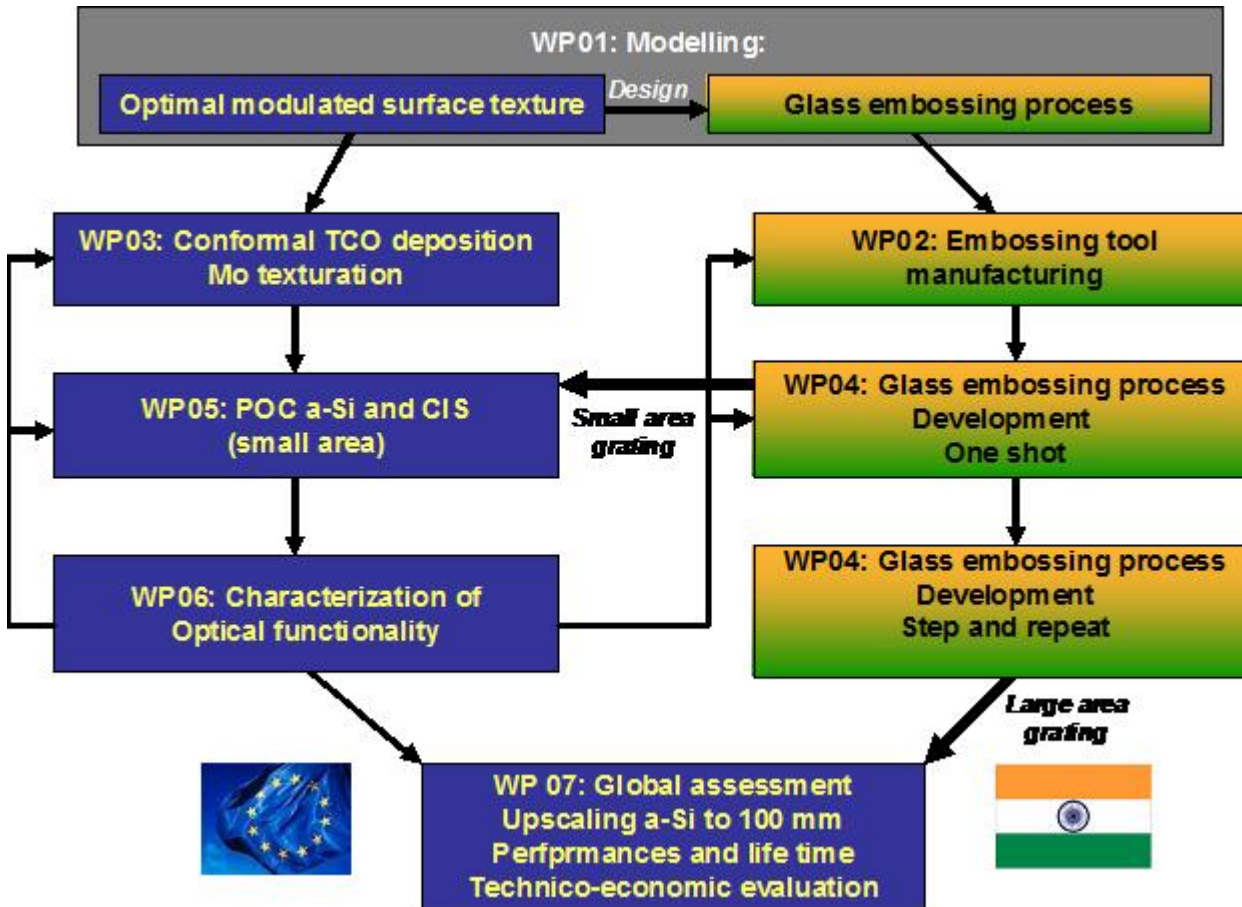 WP01: Modelling:
Optimal modulated surface texture
Design
Glass embossing process
WP03: Conformal TCO deposition
Mo texturation
WP02: Embossing tool
manufacturing
WP05: POC a-Si and CIS
(small area)
Small area
grating
WP04: Glass embossing process
Development
One shot
WP06: Characterization of
Optical functionality
WP04: Glass embossing process
Development
Step and repeat
Large area
grating
WP 07: Global assessment
Upscaling a-Si to 100 mm
Perfprmances and life time
Technico-economic evaluation